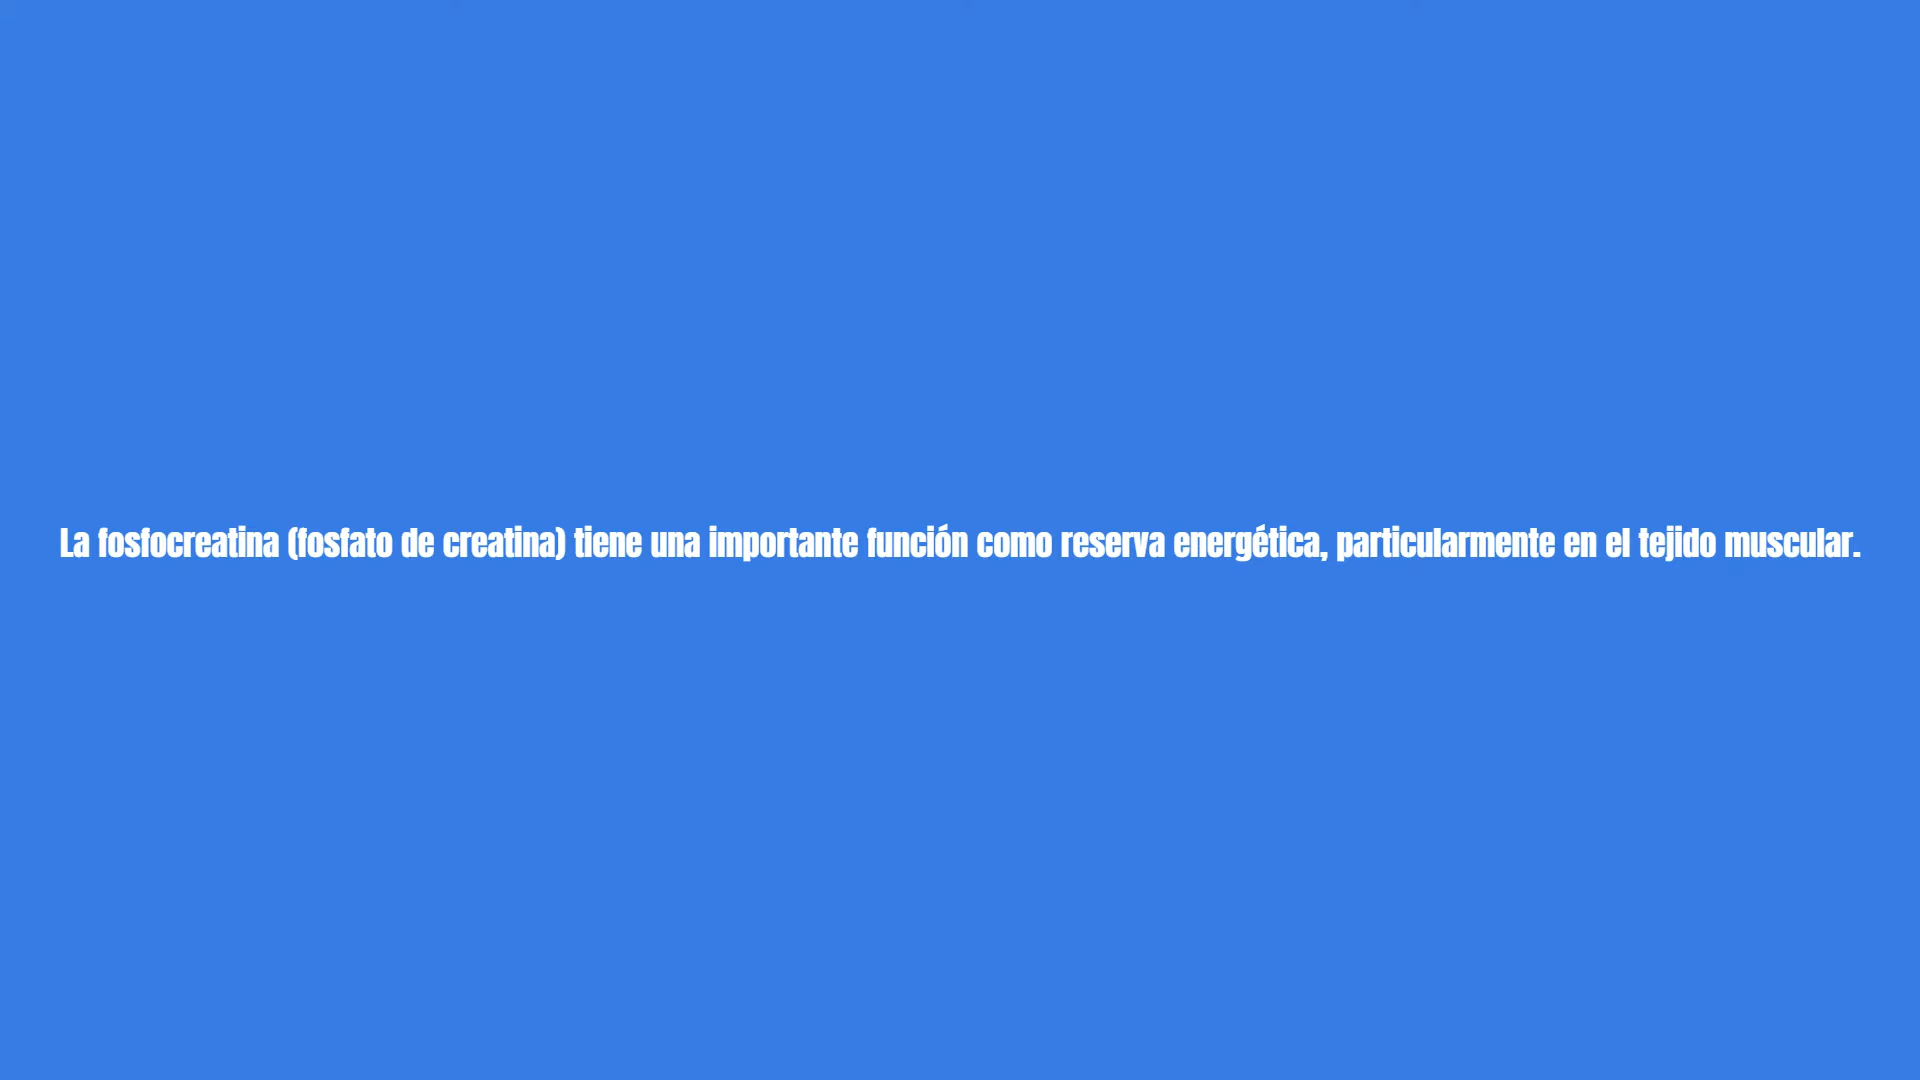 La fosfocreatina (fosfato de creatina) tiene una importante función como reserva energética, particularmente en el tejido muscular.